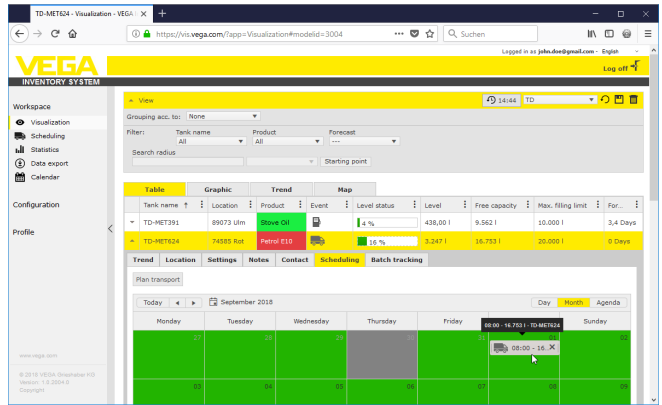 TD-MET624 - Visualization - VEGA I
https://vis.vega.com/?app=Visualization&modelid=3004
Suchen
Logged in as john.doe@gmail.com - English
VEGA
INVENTORY SYSTEM
Log off
Workspace
Visualization
Scheduling
Statistics
Data export
Calendar
Configuration
Profile
www.vega.com
Copyright
View
14:44
TD
Grouping acc. to: None
Filter: Tank name Product Forecast
All All ---
Search radius
Starting point
Table Graphic Trend Map
Tank name Location Product Event Level status Level Free capacity Max. filling limit For...
TD-MET391 89073 Ulm Stove Oil 4 % 438,00 l 9.562 l 10.000 l 3,4 Days
TD-MET624 74585 Rot Petrol E10 16 % 3.247 l 16.753 l 20.000 l 0 Days
Trend Location Settings Notes Contact Scheduling Batch tracking
Plan transport
Today September 2018 Day Month Agenda
Monday Tuesday Wednesday Thursday Friday Sunday
08:00 - 16.753 l - TD-MET624
27 28 29 30 31 01 02
08:00 - 16. X
03 04 05 06 07 08 09